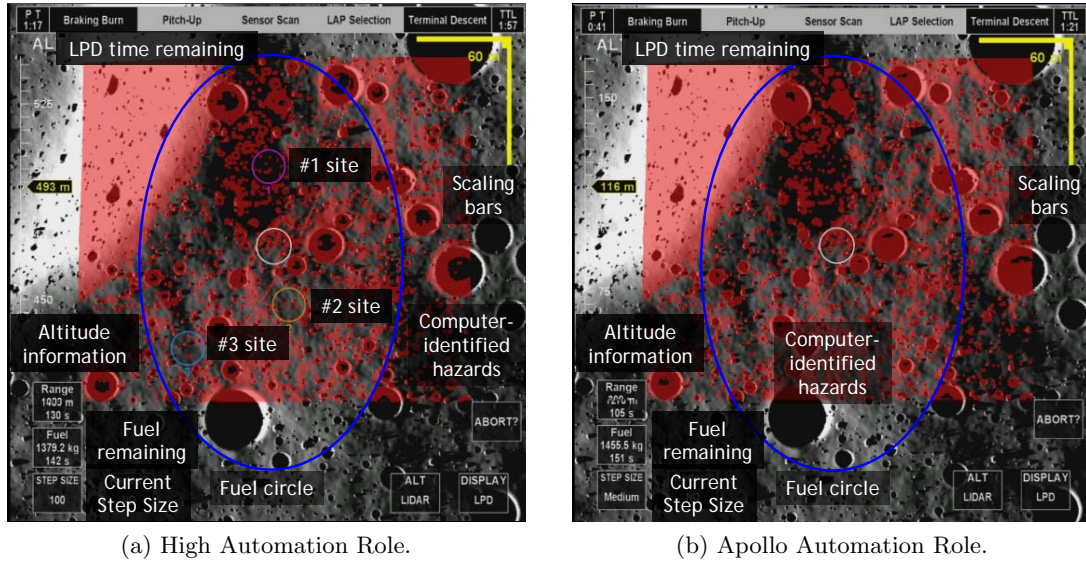 P T
1:17
Braking Burn
Pitch-Up
Sensor Scan
LAP Selection
Terminal Descent
TTL
1:57
AL
LPD time remaining
60 m
525
#1 site
493 m
Scaling
bars
450
#2 site
#3 site
Altitude
information
Computer-
identified
hazards
Range
130 s
Fuel
1379.2 kg
142 s
STEP SIZE
100
Fuel
remaining
Current
Step Size
Fuel circle
ABORT?
ALT
LIDAR
DISPLAY
LPD
(a) High Automation Role.
P T
0:41
Braking Burn
Pitch-Up
Sensor Scan
LAP Selection
Terminal Descent
TTL
1:21
AL
LPD time remaining
60 m
150
116 m
Scaling
bars
75
Altitude
information
Computer-
identified
hazards
Range
105 s
Fuel
1455.5 kg
151 s
STEP SIZE
Medium
Fuel
remaining
Current
Step Size
Fuel circle
ABORT?
ALT
LIDAR
DISPLAY
LPD
(b) Apollo Automation Role.